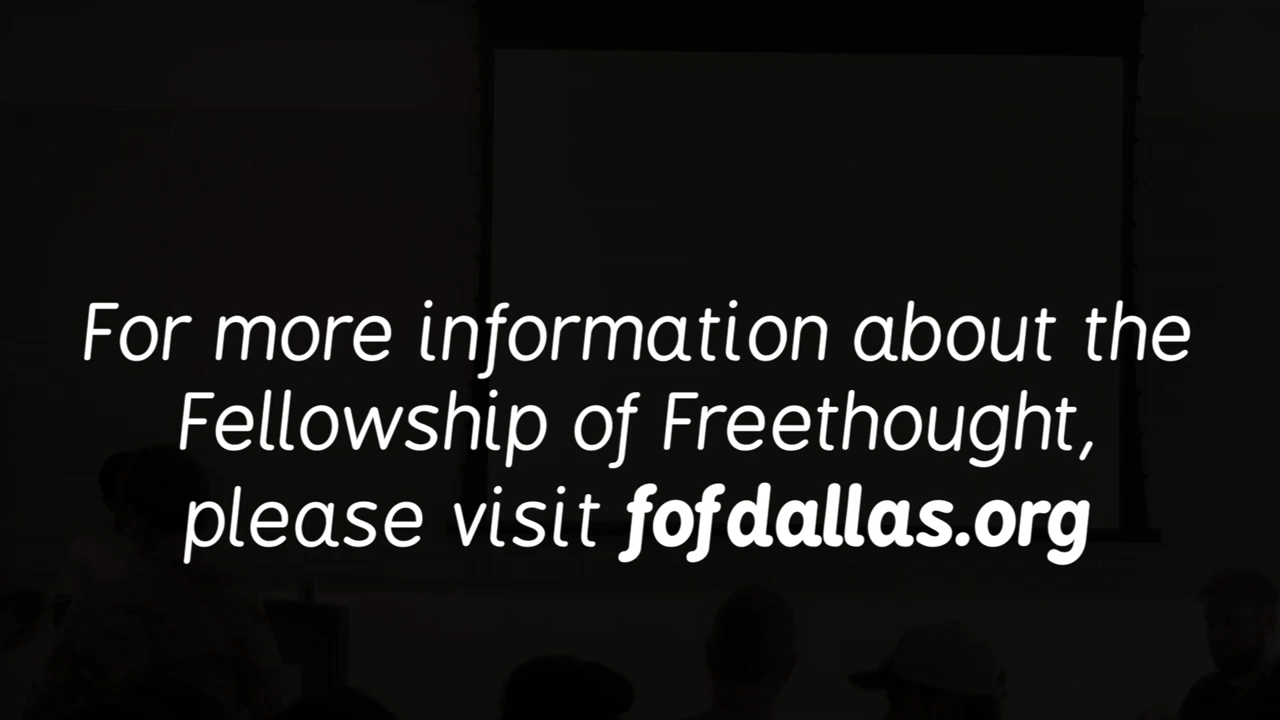 For more information about the
Fellowship of Freethought,
please visit fofdallas.org